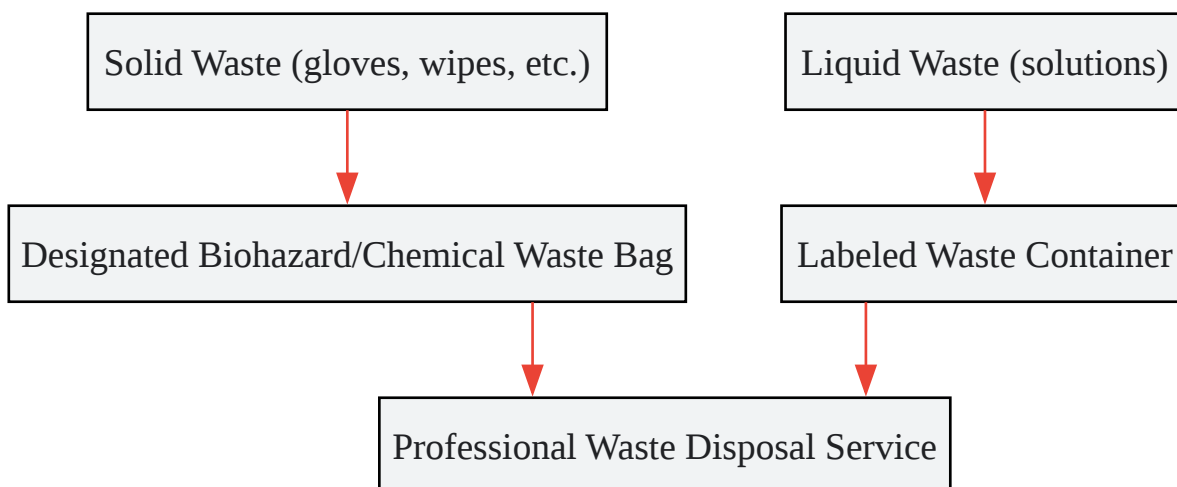 Solid Waste (gloves, wipes, etc.)
Liquid Waste (solutions)
Designated Biohazard/Chemical Waste Bag
Labeled Waste Container
Professional Waste Disposal Service